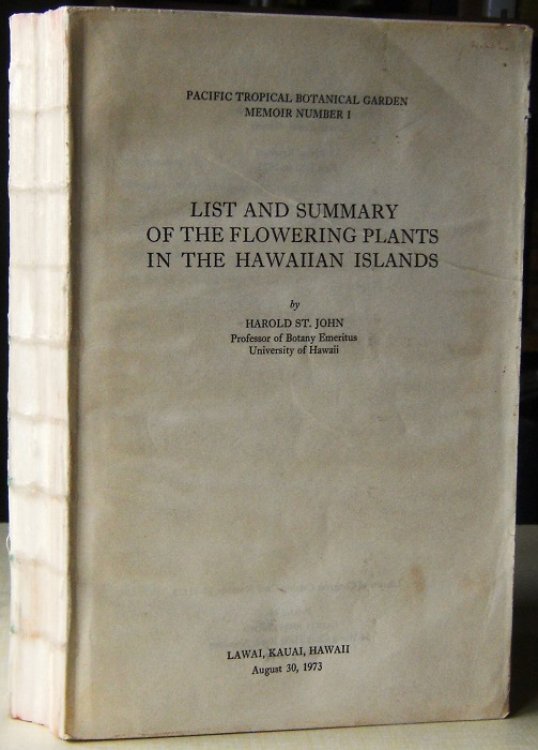 PACIFIC TROPICAL BOTANICAL GARDEN
MEMOIR NUMBER 1
LIST AND SUMMARY
OF THE FLOWERING PLANTS
IN THE HAWAIIAN ISLANDS
by
HAROLD ST. JOHN
Professor of Botany Emeritus
University of Hawaii
LAWAI, KAUAI, HAWAII
August 30, 1973